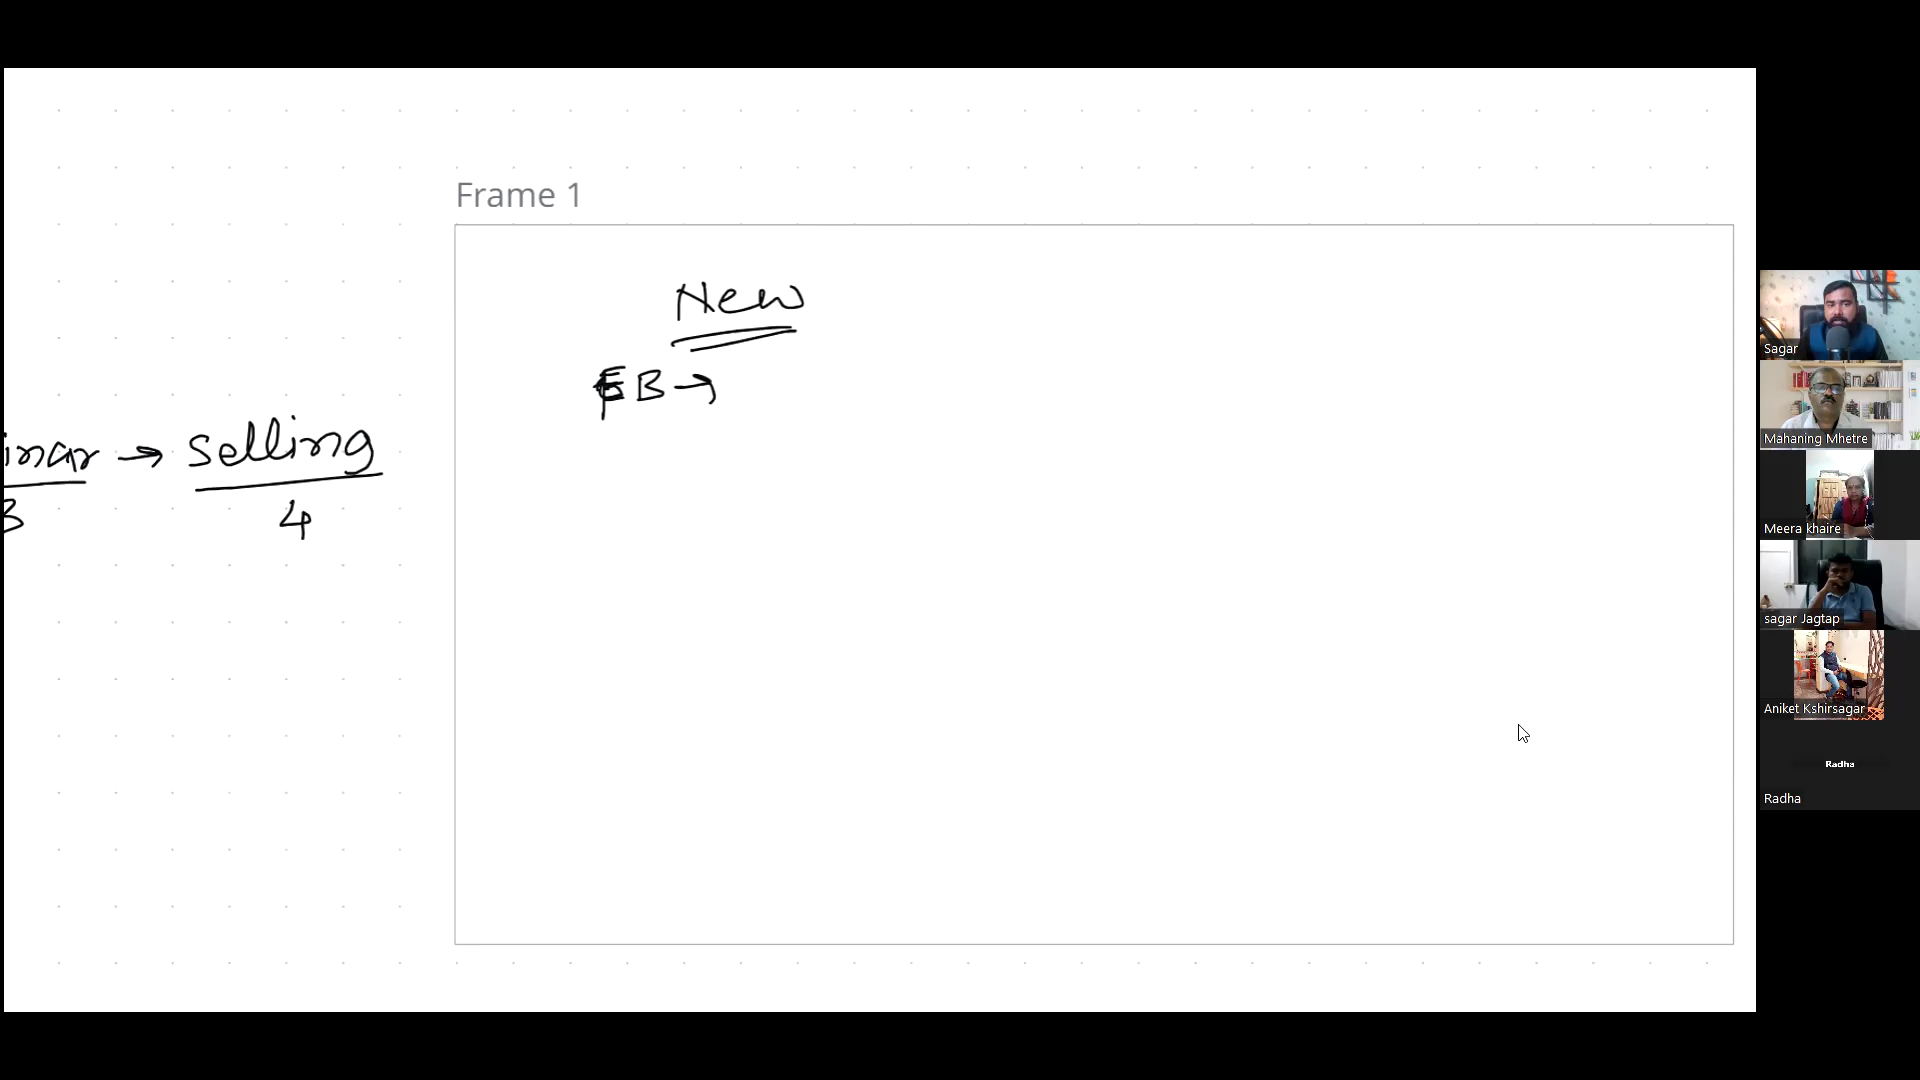 Frame 1
New
FB →
inar → Selling
3
4
Sagar
Mahaning Mhetre
Meera khaire
sagar Jagtap
Aniket Kshirsagar
Radha
Radha